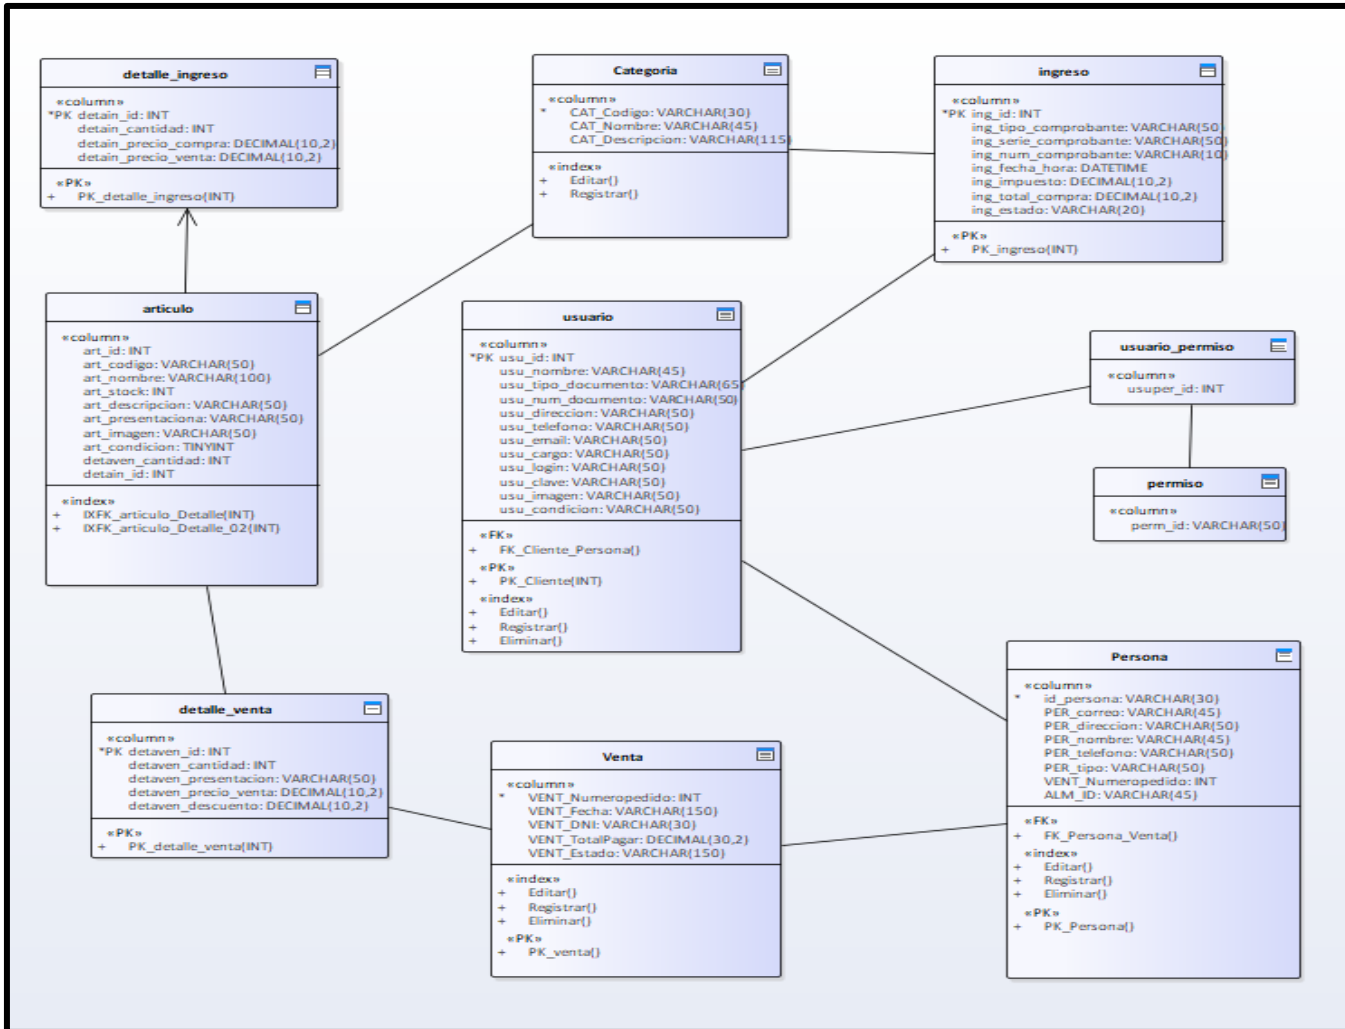 detalle_ingreso
«column»
*PK detain_id: INT
detain_cantidad: INT
detain_precio_compra: DECIMAL(10,2)
detain_precio_venta: DECIMAL(10,2)
«PK»
+ PK_detalle_ingreso(INT)
Categoria
«column»
* CAT_Codigo: VARCHAR(30)
CAT_Nombre: VARCHAR(45)
CAT_Descripcion: VARCHAR(115)
«index»
+ Editar()
+ Registrar()
ingreso
«column»
*PK ing_id: INT
ing_tipo_comprobante: VARCHAR(50)
ing_serie_comprobante: VARCHAR(50)
ing_num_comprobante: VARCHAR(10)
ing_fecha_hora: DATETIME
ing_impuesto: DECIMAL(10,2)
ing_total_compra: DECIMAL(10,2)
ing_estado: VARCHAR(20)
«PK»
+ PK_ingreso(INT)
articulo
«column»
art_id: INT
art_codigo: VARCHAR(50)
art_nombre: VARCHAR(100)
art_stock: INT
art_descripcion: VARCHAR(50)
art_presentaciona: VARCHAR(50)
art_imagen: VARCHAR(50)
art_condicion: TINYINT
detaven_cantidad: INT
detain_id: INT
«index»
+ IXFK_articulo_Detalle(INT)
+ IXFK_articulo_Detalle_02(INT)
usuario
«column»
*PK usu_id: INT
usu_nombre: VARCHAR(45)
usu_tipo_documento: VARCHAR(65)
usu_num_documento: VARCHAR(50)
usu_direccion: VARCHAR(50)
usu_telefono: VARCHAR(50)
usu_email: VARCHAR(50)
usu_cargo: VARCHAR(50)
usu_login: VARCHAR(50)
usu_clave: VARCHAR(50)
usu_imagen: VARCHAR(50)
usu_condicion: VARCHAR(50)
«FK»
+ FK_Cliente_Persona()
«PK»
+ PK_Cliente(INT)
«index»
+ Editar()
+ Registrar()
+ Eliminar()
usuario_permiso
«column»
usuper_id: INT
permiso
«column»
perm_id: VARCHAR(50)
detalle_venta
«column»
*PK detaven_id: INT
detaven_cantidad: INT
detaven_presentacion: VARCHAR(50)
detaven_precio_venta: DECIMAL(10,2)
detaven_descuento: DECIMAL(10,2)
«PK»
+ PK_detalle_venta(INT)
Venta
«column»
* VENT_Numeropedido: INT
VENT_Fecha: VARCHAR(150)
VENT_DNI: VARCHAR(30)
VENT_TotalPagar: DECIMAL(30,2)
VENT_Estado: VARCHAR(150)
«index»
+ Editar()
+ Registrar()
+ Eliminar()
«PK»
+ PK_venta()
Persona
«column»
* id_persona: VARCHAR(30)
PER_correo: VARCHAR(45)
PER_direccion: VARCHAR(50)
PER_nombre: VARCHAR(45)
PER_telefono: VARCHAR(50)
PER_tipo: VARCHAR(50)
VENT_Numeropedido: INT
ALM_ID: VARCHAR(45)
«FK»
+ FK_Persona_Venta()
«index»
+ Editar()
+ Registrar()
+ Eliminar()
«PK»
+ PK_Persona()